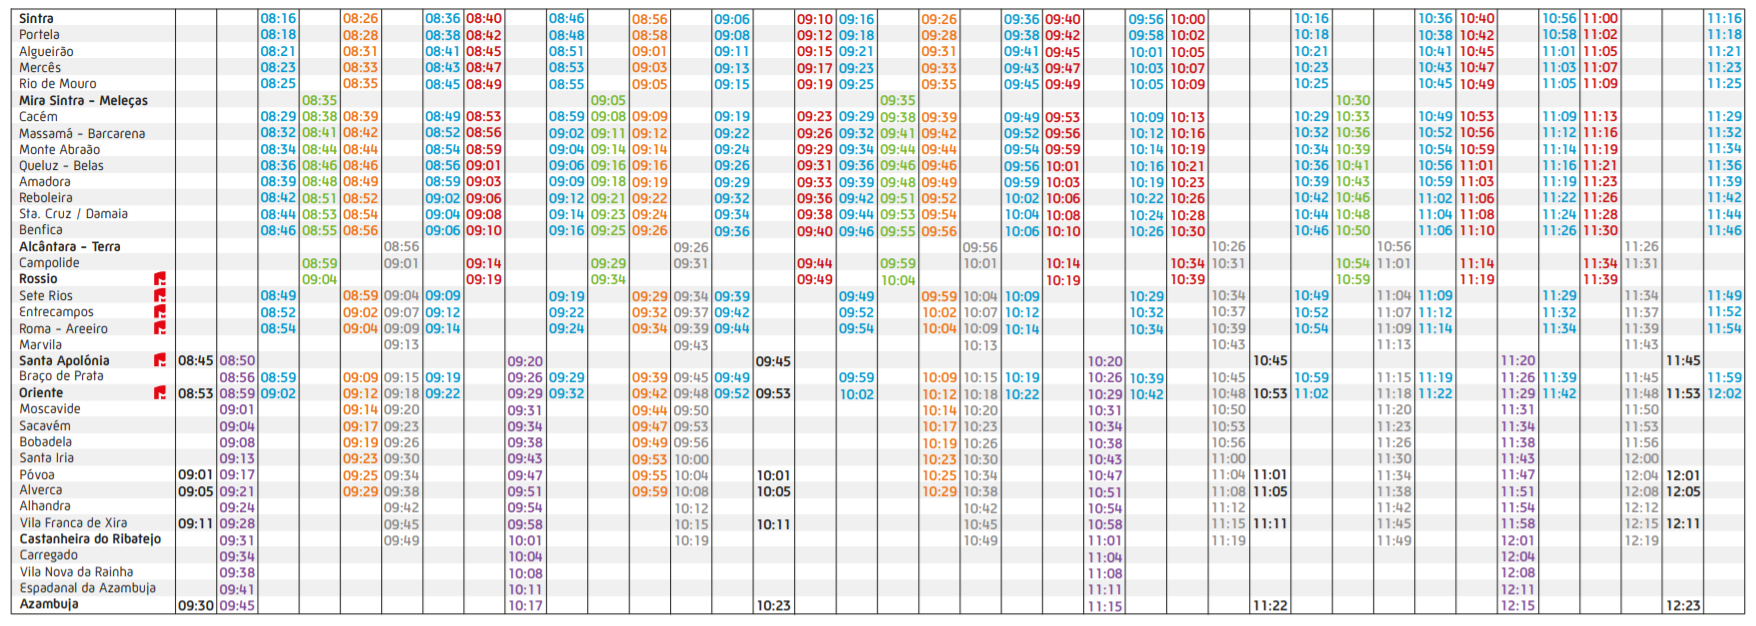 Sintra 08:16 08:26 08:36 08:40 08:46 08:56 09:06 09:10 09:16 09:26 09:36 09:40 09:56 10:00 10:16 10:36 10:40 10:56 11:00 11:16
Portela 08:18 08:28 08:38 08:42 08:48 08:58 09:08 09:12 09:18 09:28 09:38 09:42 09:58 10:02 10:18 10:38 10:42 10:58 11:02 11:18
Algueirão 08:21 08:31 08:41 08:45 08:51 09:01 09:11 09:15 09:21 09:31 09:41 09:45 10:01 10:05 10:21 10:41 10:45 11:01 11:05 11:21
Mercês 08:23 08:33 08:43 08:47 08:53 09:03 09:13 09:17 09:23 09:33 09:43 09:47 10:03 10:07 10:23 10:43 10:47 11:03 11:07 11:23
Rio de Mouro 08:25 08:35 08:45 08:49 08:55 09:05 09:15 09:19 09:25 09:35 09:45 09:49 10:05 10:09 10:25 10:45 10:49 11:05 11:09 11:25
Mira Sintra - Meleças 08:35 09:05 09:35 10:30
Cacém 08:29 08:38 08:39 08:49 08:53 08:59 09:08 09:09 09:19 09:23 09:29 09:38 09:39 09:49 09:53 10:09 10:13 10:29 10:33 10:49 10:53 11:09 11:13 11:29
Massamá - Barcarena 08:32 08:41 08:42 08:52 08:56 09:02 09:11 09:12 09:22 09:26 09:32 09:41 09:42 09:52 09:56 10:12 10:16 10:32 10:36 10:52 10:56 11:12 11:16 11:32
Monte Abraão 08:34 08:44 08:44 08:54 08:59 09:04 09:14 09:14 09:24 09:29 09:34 09:44 09:44 09:54 09:59 10:14 10:19 10:34 10:39 10:54 10:59 11:14 11:19 11:34
Queluz - Belas 08:36 08:46 08:46 08:56 09:01 09:06 09:16 09:16 09:26 09:31 09:36 09:46 09:46 09:56 10:01 10:16 10:21 10:36 10:41 10:56 11:01 11:16 11:21 11:36
Amadora 08:39 08:48 08:49 08:59 09:03 09:09 09:18 09:19 09:29 09:33 09:39 09:48 09:49 09:59 10:03 10:19 10:23 10:39 10:43 10:59 11:03 11:19 11:23 11:39
Reboleira 08:42 08:51 08:52 09:02 09:06 09:12 09:21 09:22 09:32 09:36 09:42 09:51 09:52 10:02 10:06 10:22 10:26 10:42 10:46 11:02 11:06 11:22 11:26 11:42
Sta. Cruz / Damaia 08:44 08:53 08:54 09:04 09:08 09:14 09:23 09:24 09:34 09:38 09:44 09:53 09:54 10:04 10:08 10:24 10:28 10:44 10:48 11:04 11:08 11:24 11:28 11:44
Benfica 08:46 08:55 08:56 09:06 09:10 09:16 09:25 09:26 09:36 09:40 09:46 09:55 09:56 10:06 10:10 10:26 10:30 10:46 10:50 11:06 11:10 11:26 11:30 11:46
Alcântara - Terra 08:56 09:26 09:56 10:26 10:56 11:26
Campolide 08:59 09:01 09:14 09:29 09:31 09:44 09:59 10:01 10:14 10:34 10:31 10:54 11:01 11:14 11:34 11:31
Rossio 09:04 09:19 09:34 09:49 10:04 10:19 10:39 10:59 11:19 11:39
Sete Rios 08:49 08:59 09:04 09:09 09:19 09:29 09:34 09:39 09:49 09:59 10:04 10:09 10:29 10:34 10:49 11:04 11:09 11:29 11:34 11:49
Entrecampos 08:52 09:02 09:07 09:12 09:22 09:32 09:37 09:42 09:52 10:02 10:07 10:12 10:32 10:37 10:52 11:07 11:12 11:32 11:37 11:52
Roma - Areeiro 08:54 09:04 09:09 09:14 09:24 09:34 09:39 09:44 09:54 10:04 10:09 10:14 10:34 10:39 10:54 11:09 11:14 11:34 11:39 11:54
Marvila 09:13 09:43 10:13 10:43 11:13 11:43
Santa Apolónia 08:45 08:50 09:20 09:45 10:20 10:45 11:20 11:45
Braço de Prata 08:56 08:59 09:09 09:15 09:19 09:26 09:29 09:39 09:45 09:49 09:59 10:09 10:15 10:19 10:26 10:39 10:45 10:59 11:15 11:19 11:26 11:39 11:45 11:59
Oriente 08:53 08:59 09:02 09:12 09:18 09:22 09:29 09:32 09:42 09:48 09:52 09:53 10:02 10:12 10:18 10:22 10:29 10:42 10:48 10:53 11:02 11:18 11:22 11:29 11:42 11:48 11:53 12:02
Moscavide 09:01 09:14 09:20 09:31 09:44 09:50 10:14 10:20 10:31 10:50 11:20 11:31 11:50
Sacavém 09:04 09:17 09:23 09:34 09:47 09:53 10:17 10:23 10:34 10:53 11:23 11:34 11:53
Bobadela 09:08 09:19 09:26 09:38 09:49 09:56 10:19 10:26 10:38 10:56 11:26 11:38 11:56
Santa Iria 09:13 09:23 09:30 09:43 09:53 10:00 10:23 10:30 10:43 11:00 11:30 11:43 12:00
Póvoa 09:01 09:17 09:25 09:34 09:47 09:55 10:04 10:01 10:25 10:34 10:47 11:04 11:01 11:34 11:47 12:04 12:01
Alverca 09:05 09:21 09:29 09:38 09:51 09:59 10:08 10:05 10:29 10:38 10:51 11:08 11:05 11:38 11:51 12:08 12:05
Alhandra 09:24 09:42 09:54 10:12 10:42 10:54 11:12 11:42 11:54 12:12
Vila Franca de Xira 09:11 09:28 09:45 09:58 10:15 10:11 10:45 10:58 11:15 11:11 11:45 11:58 12:15 12:11
Castanheira do Ribatejo 09:31 09:49 10:01 10:19 10:49 11:01 11:19 11:49 12:01 12:19
Carregado 09:34 10:04 11:04 12:04
Vila Nova da Rainha 09:38 10:08 11:08 12:08
Espadanal da Azambuja 09:41 10:11 11:11 12:11
Azambuja 09:30 09:45 10:17 10:23 11:15 11:22 12:15 12:23